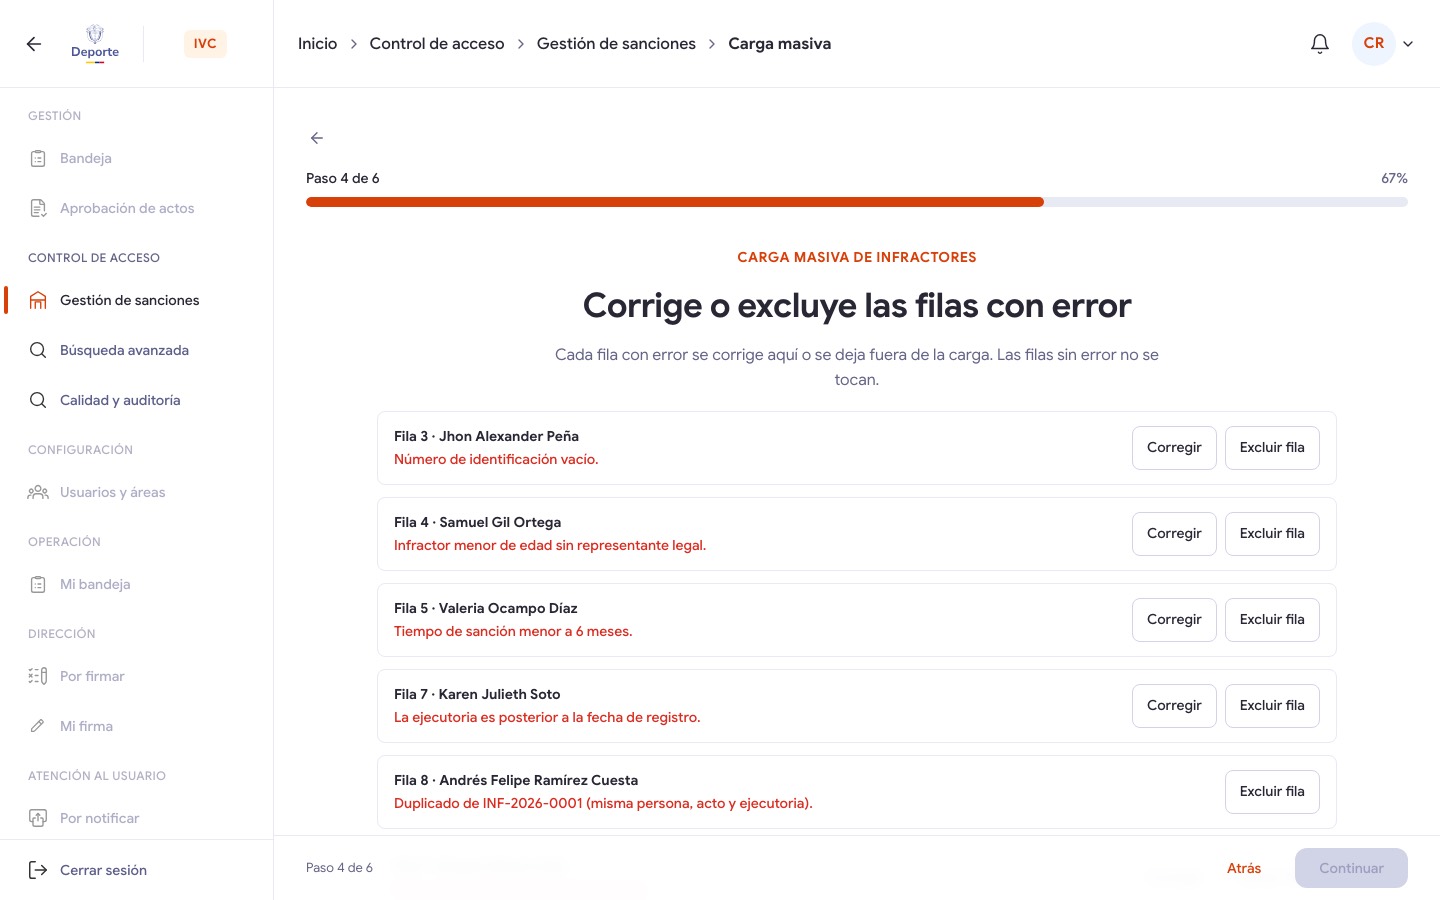 Deporte
IVC
Inicio > Control de acceso > Gestión de sanciones > Carga masiva
CR
GESTIÓN
Bandeja
Aprobación de actos
CONTROL DE ACCESO
Gestión de sanciones
Búsqueda avanzada
Calidad y auditoría
CONFIGURACIÓN
Usuarios y áreas
OPERACIÓN
Mi bandeja
DIRECCIÓN
Por firmar
Mi firma
ATENCIÓN AL USUARIO
Por notificar
Cerrar sesión
Paso 4 de 6
67%
CARGA MASIVA DE INFRACTORES
Corrige o excluye las filas con error
Cada fila con error se corrige aquí o se deja fuera de la carga. Las filas sin error no se
tocan.
Fila 3 · Jhon Alexander Peña
Número de identificación vacío.
Corregir
Excluir fila
Fila 4 · Samuel Gil Ortega
Infractor menor de edad sin representante legal.
Corregir
Excluir fila
Fila 5 · Valeria Ocampo Díaz
Tiempo de sanción menor a 6 meses.
Corregir
Excluir fila
Fila 7 · Karen Julieth Soto
La ejecutoria es posterior a la fecha de registro.
Corregir
Excluir fila
Fila 8 · Andrés Felipe Ramírez Cuesta
Duplicado de INF-2026-0001 (misma persona, acto y ejecutoria).
Excluir fila
Paso 4 de 6
Atrás
Continuar